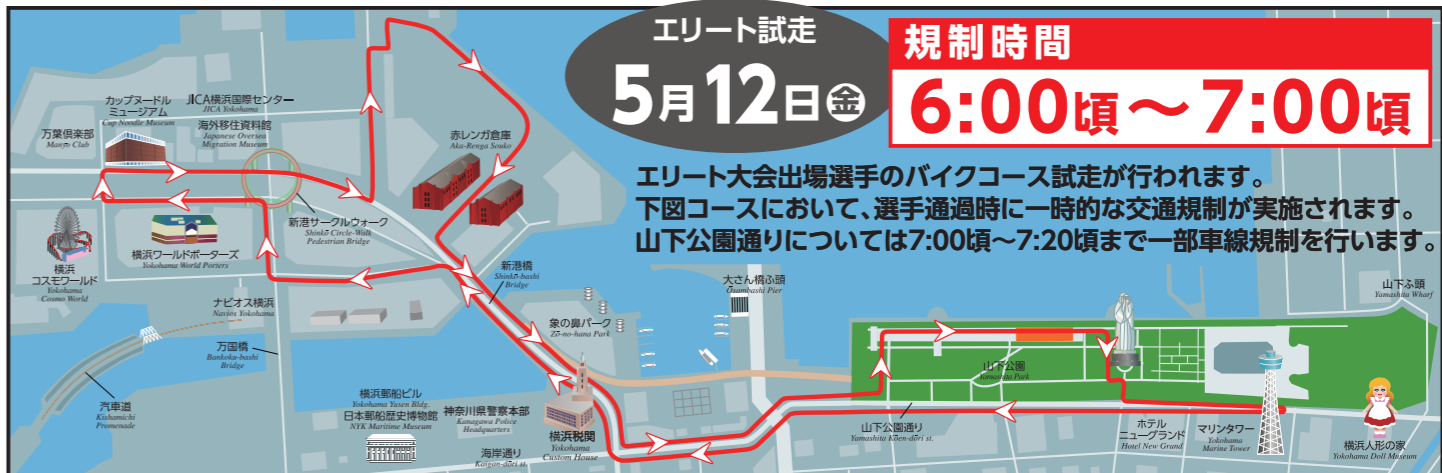 エリート試走
5月12日㊎
規制時間
6:00頃～7:00頃
エリート大会出場選手のバイクコース試走が行われます。
下図コースにおいて、選手通過時に一時的な交通規制が実施されます。
山下公園通りについては7:00頃～7:20頃まで一部車線規制を行います。
カップヌードル
ミュージアム
Cup Noodle Museum
JICA横浜国際センター
JICA Yokohama
海外移住資料館
Japanese Oversea
Migration Museum
万葉倶楽部
Manyo Club
赤レンガ倉庫
Aka-Renga Souko
新港サークルウォーク
Shinkō Circle-Walk
Pedestrian Bridge
横浜
コスモワールド
Yokohama
Cosmo World
横浜ワールドポーターズ
Yokohama World Porters
新港橋
Shinkō-bashi
Bridge
ナビオス横浜
Navios Yokohama
大さん橋ふ頭
Ōsambashi Pier
山下ふ頭
Yamashita Wharf
象の鼻パーク
Zō-no-hana Park
万国橋
Bankoku-bashi
Bridge
山下公園
Yamashita Park
汽車道
Kishamichi
Promenade
横浜郵船ビル
Yokohama Yusen Bldg.
日本郵船歴史博物館
NYK Maritime Museum
神奈川県警察本部
Kanagawa Police
Headquarters
海岸通り
Kaigan-dōri st.
横浜税関
Yokohama
Custom House
山下公園通り
Yamashita Kōen-dōri st.
ホテル
ニューグランド
Hotel New Grand
マリンタワー
Yokohama
Marine Tower
横浜人形の家
Yokohama Doll Museum